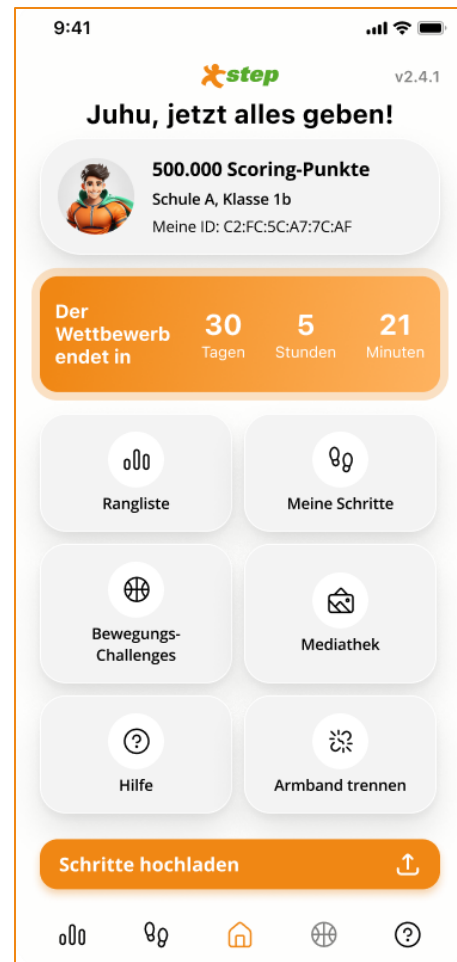 9:41
step
v2.4.1
Juhu, jetzt alles geben!
500.000 Scoring-Punkte
Schule A, Klasse 1b
Meine ID: C2:FC:5C:A7:7C:AF
Der
Wettbewerb
endet in
30
Tagen
5
Stunden
21
Minuten
Rangliste
Meine Schritte
Bewegungs-
Challenges
Mediathek
Hilfe
Armband trennen
Schritte hochladen